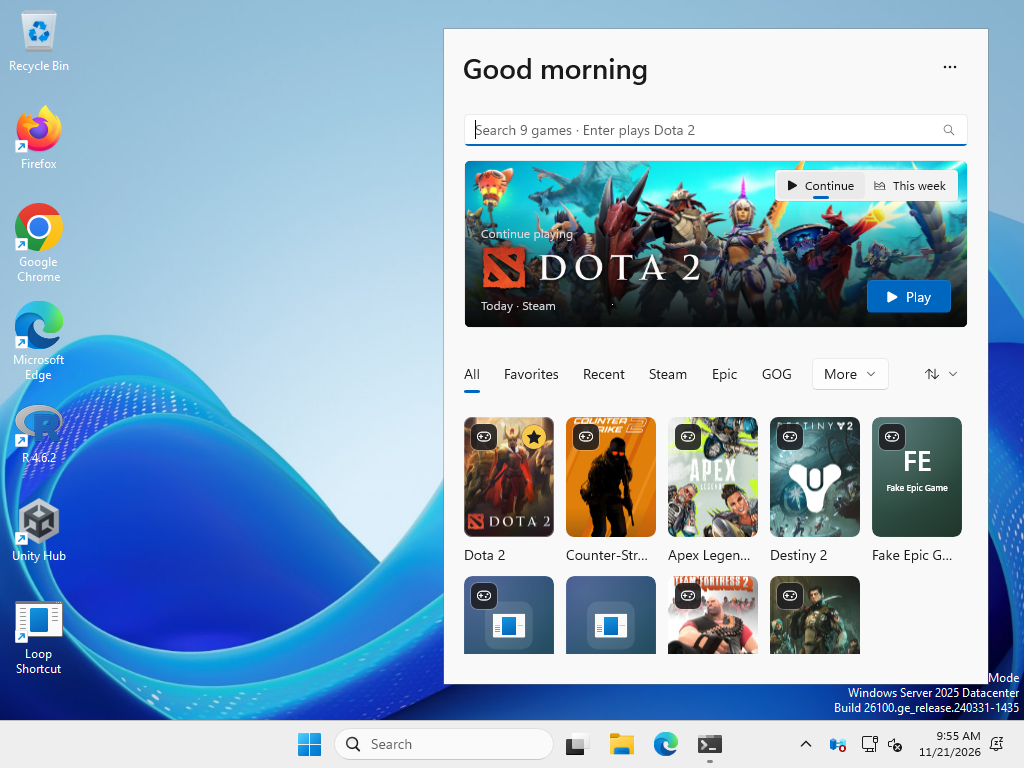 Recycle Bin
Firefox
Google
Chrome
Microsoft
Edge
R 4.6.2
Unity Hub
Loop
Shortcut
Good morning
Search 9 games · Enter plays Dota 2
Continue
This week
Continue playing
DOTA 2
Today · Steam
Play
All
Favorites
Recent
Steam
Epic
GOG
More
DOTA 2
COUNTER
STRIKE 2
APEX
LEGENDS
DESTINY 2
FE
Fake Epic Game
Dota 2
Counter-Str...
Apex Legen...
Destiny 2
Fake Epic G...
TEAM FORTRESS 2
Mode
Windows Server 2025 Datacenter
Build 26100.ge_release.240331-1435
Search
9:55 AM
11/21/2026